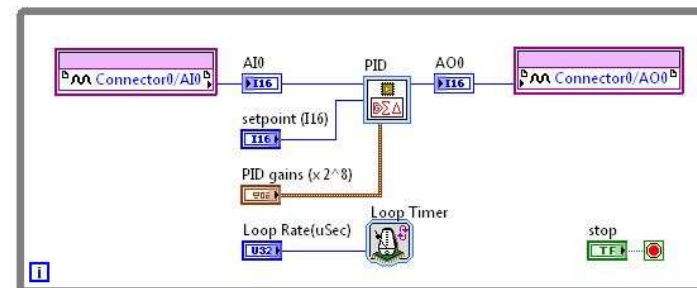 AI0
PID
AO0
Connector0/AI0
I16
I16
Connector0/AO0
setpoint (I16)
I16
PID gains (x 2^8)
Loop Rate(uSec)
Loop Timer
stop
U32
TF
i